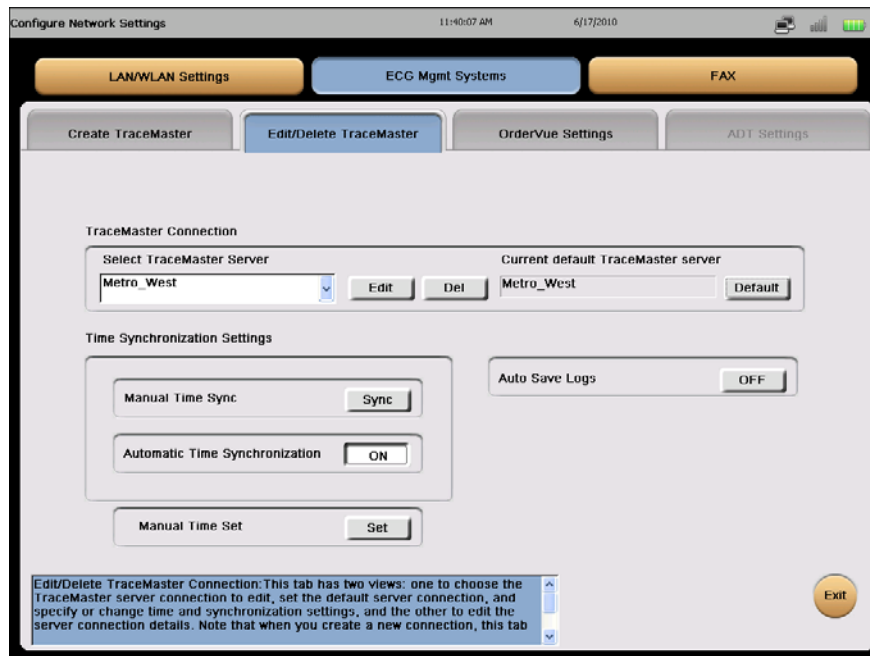 Configure Network Settings 11:40:07 AM 6/17/2010
LAN/WLAN Settings ECG Mgmt Systems FAX
Create TraceMaster Edit/Delete TraceMaster OrderVue Settings ADT Settings
TraceMaster Connection
Select TraceMaster Server Current default TraceMaster server
Metro_West Edit Del Metro_West Default
Time Synchronization Settings
Auto Save Logs OFF
Manual Time Sync Sync
Automatic Time Synchronization ON
Manual Time Set Set
Edit/Delete TraceMaster Connection:This tab has two views: one to choose the
TraceMaster server connection to edit, set the default server connection, and
specify or change time and synchronization settings, and the other to edit the
server connection details. Note that when you create a new connection, this tab
Exit